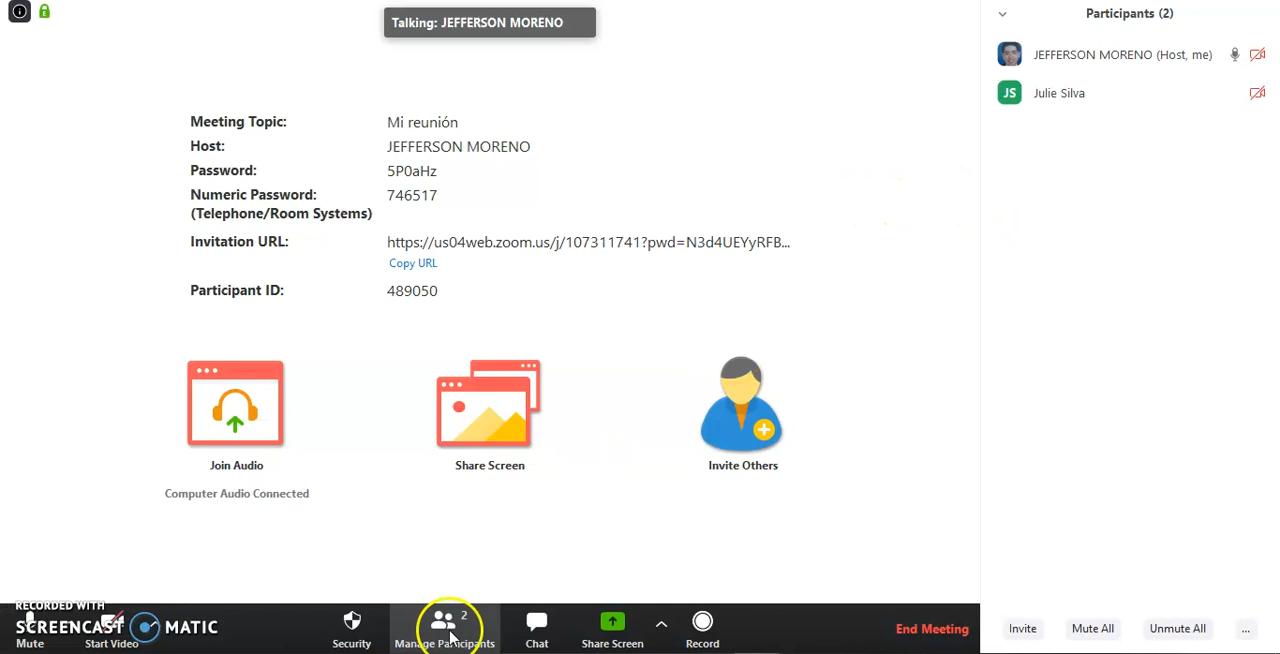 Talking: JEFFERSON MORENO
Meeting Topic: Mi reunión
Host: JEFFERSON MORENO
Password: 5P0aHz
Numeric Password: 746517
(Telephone/Room Systems)
Invitation URL: https://us04web.zoom.us/j/107311741?pwd=N3d4UEYyRFB...
Copy URL
Participant ID: 489050
Join Audio
Share Screen
Invite Others
Computer Audio Connected
Participants (2)
JEFFERSON MORENO (Host, me)
JS Julie Silva
RECORDED WITH
SCREENCAST MATIC
Mute
Start Video
Security
2
Manage Participants
Chat
Share Screen
Record
End Meeting
Invite
Mute All
Unmute All
...